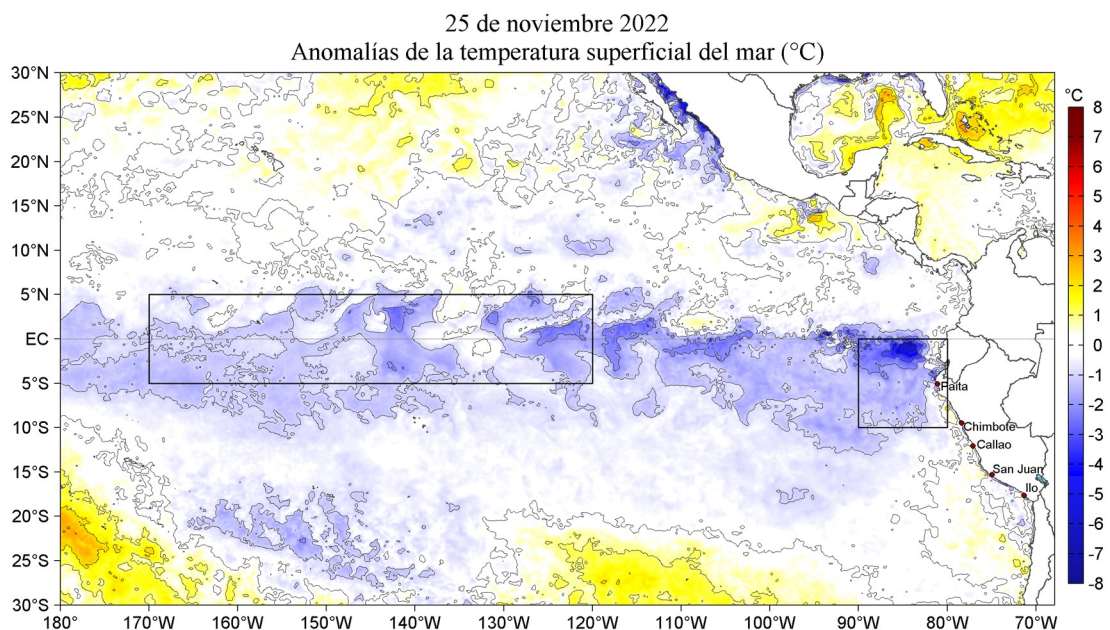 25 de noviembre 2022
Anomalías de la temperatura superficial del mar (°C)
30°N
25°N
20°N
15°N
10°N
5°N
EC
5°S
10°S
15°S
20°S
25°S
30°S
180
170°W
160°W
150°W
140°W
130°W
120°W
110°W
100°W
90°W
80°W
70°W
Paita
Chimbote
Callao
San Juan
Ilo
°C
8
7
6
5
4
3
2
1
0
-1
-2
-3
-4
-5
-6
-7
-8